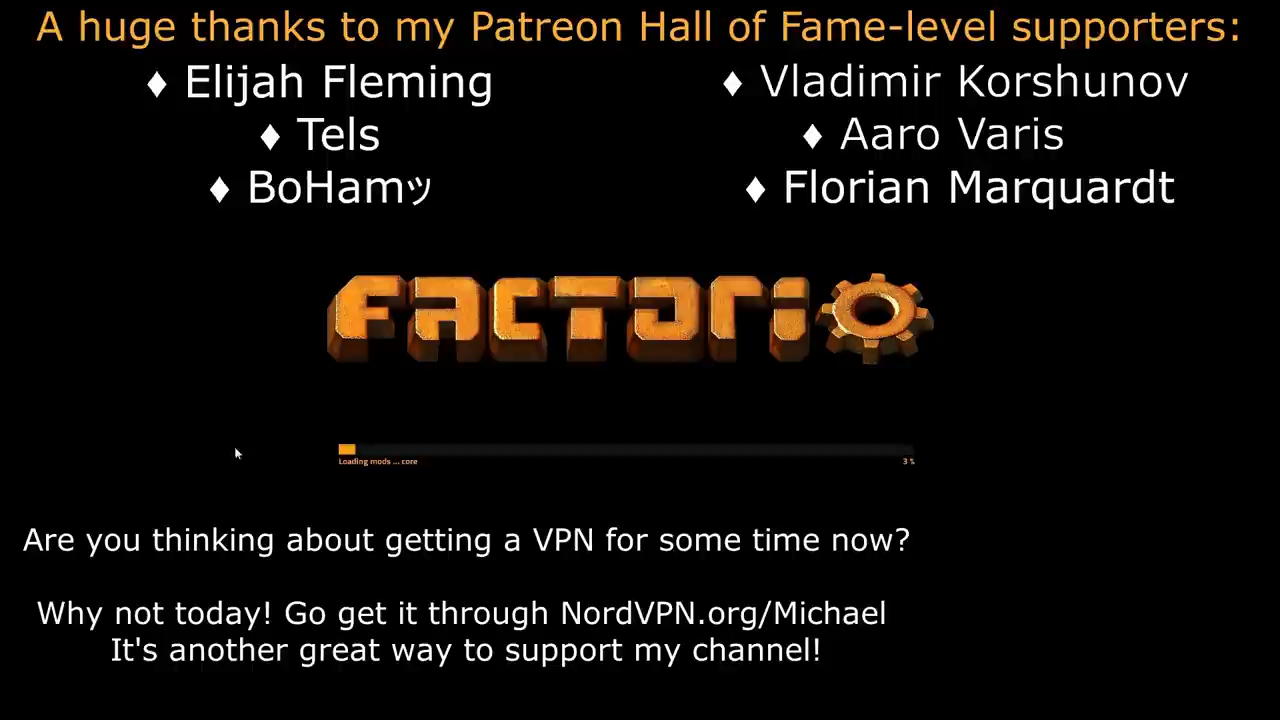 A huge thanks to my Patreon Hall of Fame-level supporters:
♦ Elijah Fleming
♦ Vladimir Korshunov
♦ Tels
♦ Aaro Varis
♦ BoHamッ
♦ Florian Marquardt
FACTORIO
Loading mods ... core
3 %
Are you thinking about getting a VPN for some time now?
Why not today! Go get it through NordVPN.org/Michael
It's another great way to support my channel!